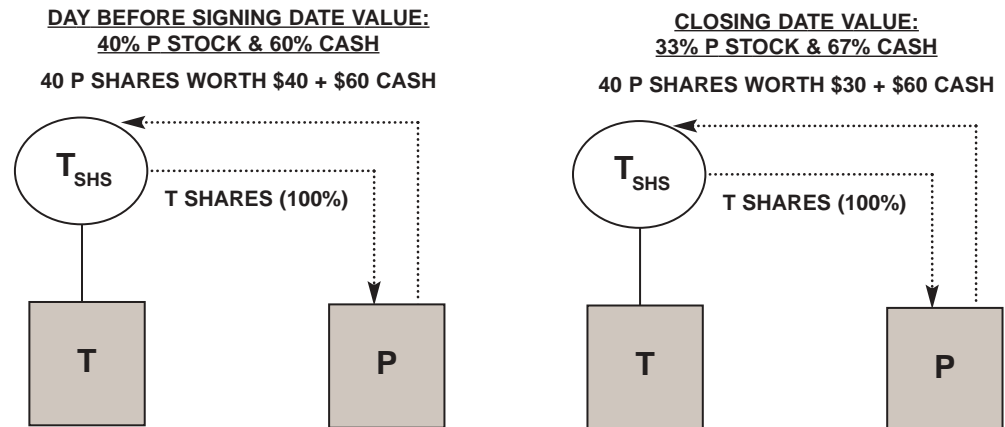 DAY BEFORE SIGNING DATE VALUE:
40% P STOCK & 60% CASH
40 P SHARES WORTH $40 + $60 CASH
T SHS
T SHARES (100%)
T
P
CLOSING DATE VALUE:
33% P STOCK & 67% CASH
40 P SHARES WORTH $30 + $60 CASH
T SHS
T SHARES (100%)
T
P